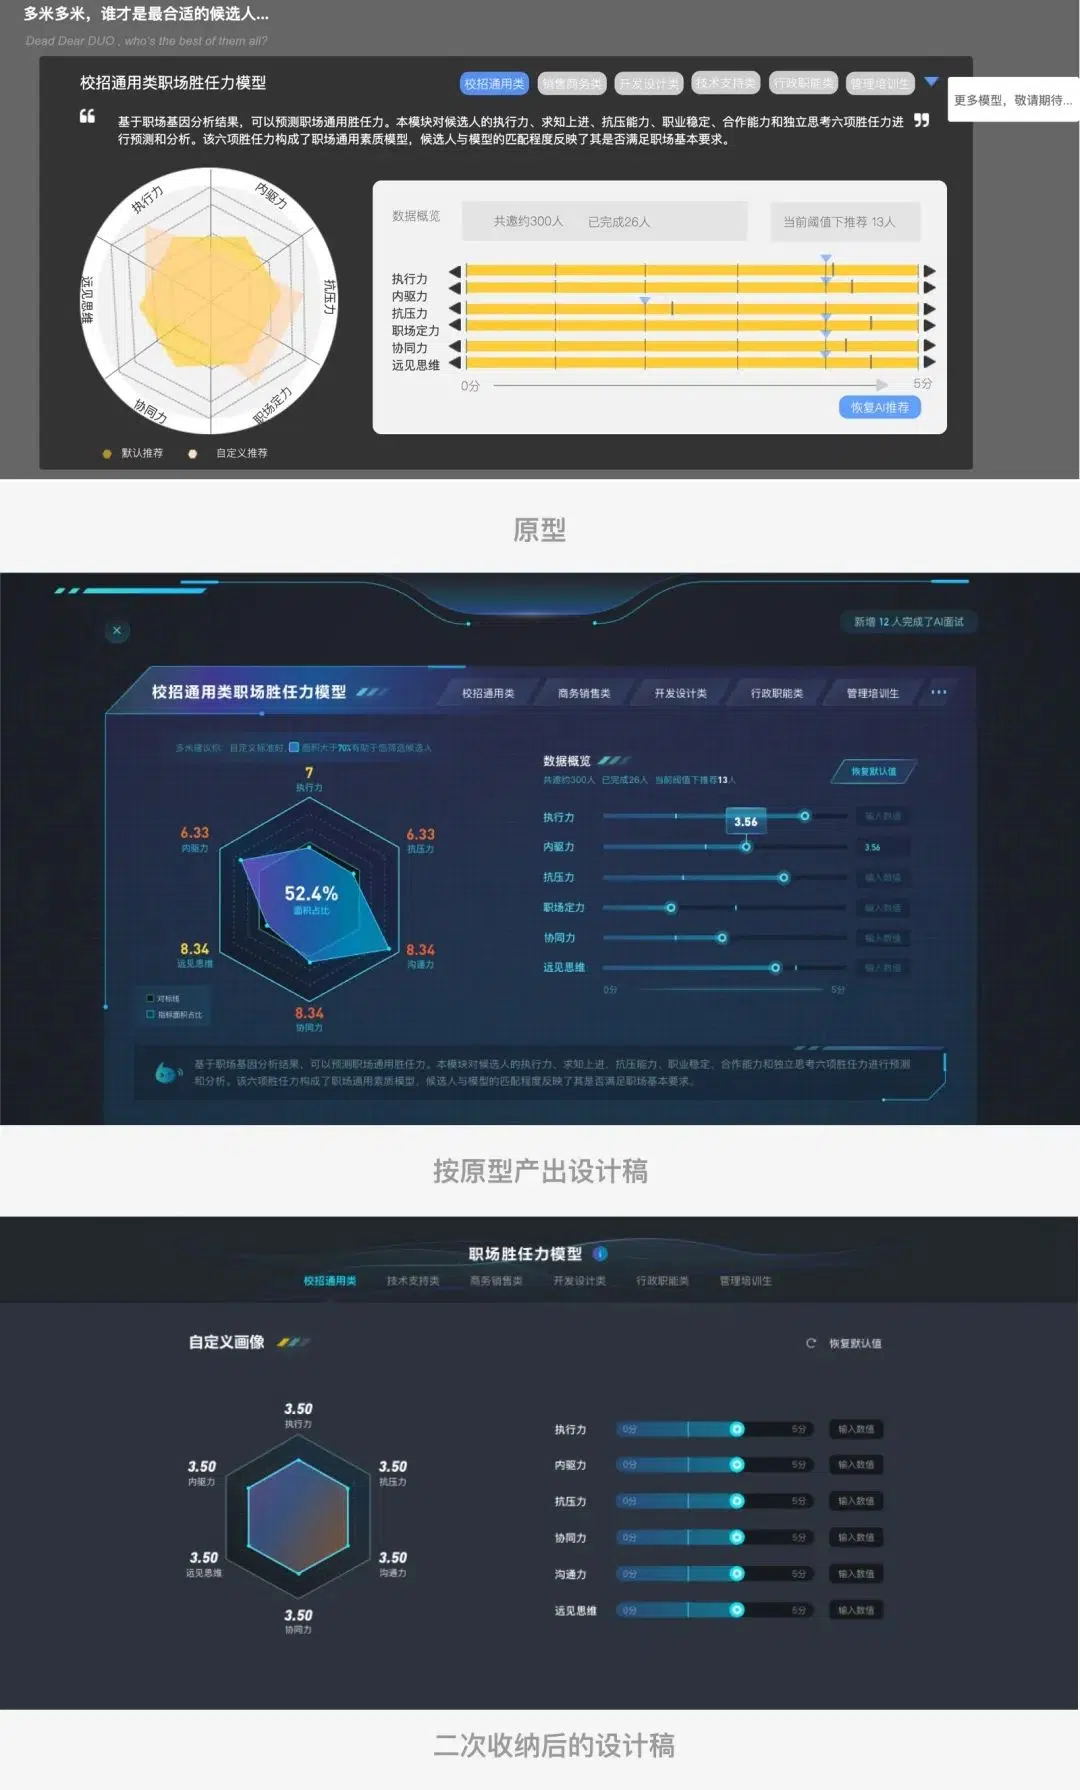 多米多米，谁才是最合适的候选人...
Dead Dear DUO , who's the best of them all?
校招通用类职场胜任力模型
校招通用类
销售商务类
开发设计类
技术支持类
行政职能类
管理培训生
更多模型，敬请期待...
基于职场基因分析结果，可以预测职场通用胜任力。本模块对候选人的执行力、求知上进、抗压能力、职业稳定、合作能力和独立思考六项胜任力进
行预测和分析。该六项胜任力构成了职场通用素质模型，候选人与模型的匹配程度反映了其是否满足职场基本要求。
执行力
内驱力
远见思维
抗压力
协同力
职场定力
默认推荐
自定义推荐
数据概览
共邀约300人
已完成26人
当前阈值下推荐 13人
执行力
内驱力
抗压力
职场定力
协同力
远见思维
0分
5分
恢复AI推荐
原型
新增 12 人完成了AI面试
校招通用类职场胜任力模型
校招通用类
商务销售类
开发设计类
行政职能类
管理培训生
多米建议你：自定义标准时，面积大于70%有助于您筛选候选人
7
执行力
6.33
内驱力
6.33
抗压力
52.4%
面积占比
8.34
远见思维
8.34
沟通力
8.34
协同力
对标线
指标面积占比
数据概览
共邀约300人 已完成26人 当前阈值下推荐13人
恢复默认值
执行力
输入数值
3.56
内驱力
3.56
抗压力
输入数值
职场定力
输入数值
协同力
输入数值
远见思维
输入数值
0分
5分
基于职场基因分析结果，可以预测职场通用胜任力。本模块对候选人的执行力、求知上进、抗压能力、职业稳定、合作能力和独立思考六项胜任力进行预测
和分析。该六项胜任力构成了职场通用素质模型，候选人与模型的匹配程度反映了其是否满足职场基本要求。
按原型产出设计稿
职场胜任力模型
校招通用类
技术支持类
商务销售类
开发设计类
行政职能类
管理培训生
自定义画像
恢复默认值
3.50
执行力
3.50
内驱力
3.50
抗压力
3.50
远见思维
3.50
沟通力
3.50
协同力
执行力 0分 5分 输入数值
内驱力 0分 5分 输入数值
抗压力 0分 5分 输入数值
协同力 0分 5分 输入数值
沟通力 0分 5分 输入数值
远见思维 0分 5分 输入数值
二次收纳后的设计稿